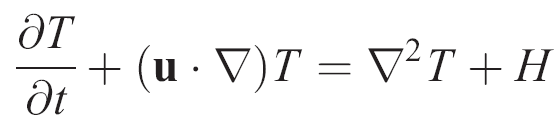 ∂T/∂t + (𝐮 · ∇)T = ∇²T + H